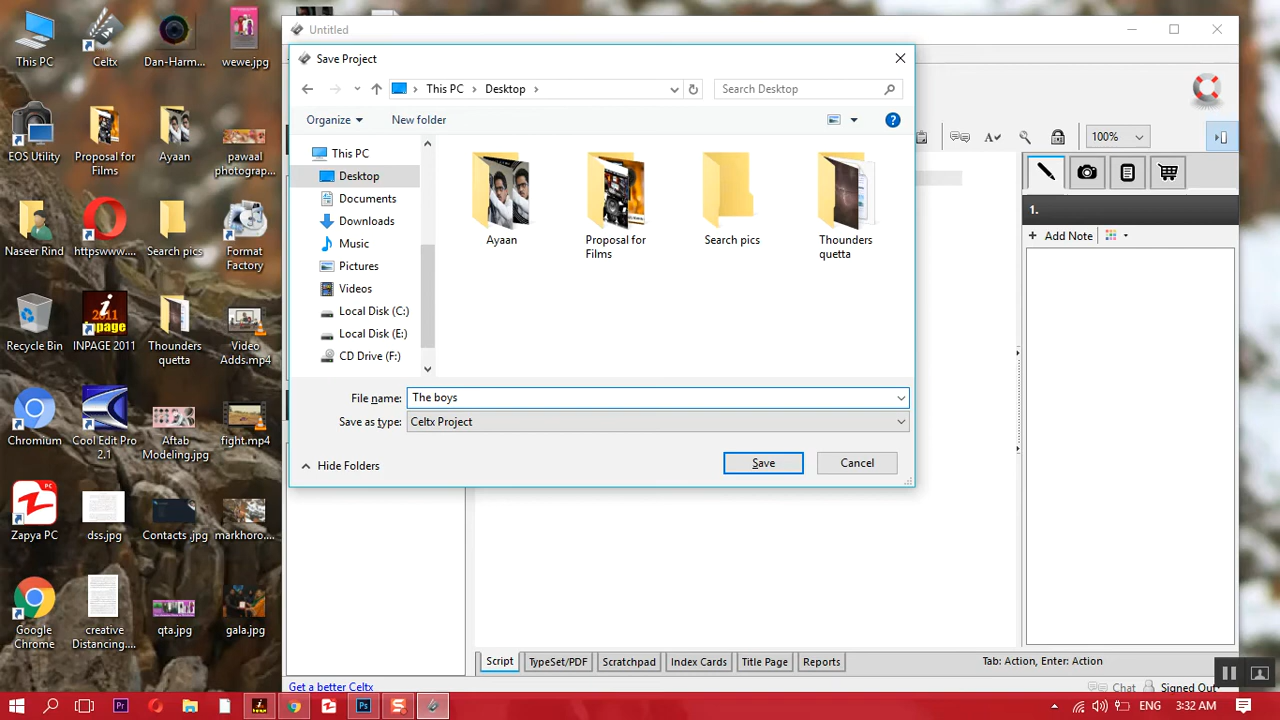 This PC
Celtx
Dan-Harm...
wewe.jpg
EOS Utility
Proposal for
Films
Ayaan
pawaal
photograp...
Naseer Rind
httpswww....
Search pics
Format
Factory
Recycle Bin
2011
inpage
INPAGE 2011
Thounders
quetta
Video
Adds.mp4
Chromium
Cool Edit Pro
2.1
Aftab
Modeling.jpg
fight.mp4
Zapya PC
dss.jpg
Contacts .jpg
markhoro....
Google
Chrome
creative
Distancing....
qta.jpg
gala.jpg
Untitled
Save Project
This PC
Desktop
Search Desktop
Organize
New folder
This PC
Desktop
Documents
Downloads
Music
Pictures
Videos
Local Disk (C:)
Local Disk (E:)
CD Drive (F:)
Ayaan
Proposal for
Films
Search pics
Thounders
quetta
File name: The boys
Save as type: Celtx Project
Hide Folders
Save
Cancel
100%
1.
+ Add Note
Script
TypeSet/PDF
Scratchpad
Index Cards
Title Page
Reports
Tab: Action, Enter: Action
Get a better Celtx
Chat
Signed Out
ENG
3:32 AM